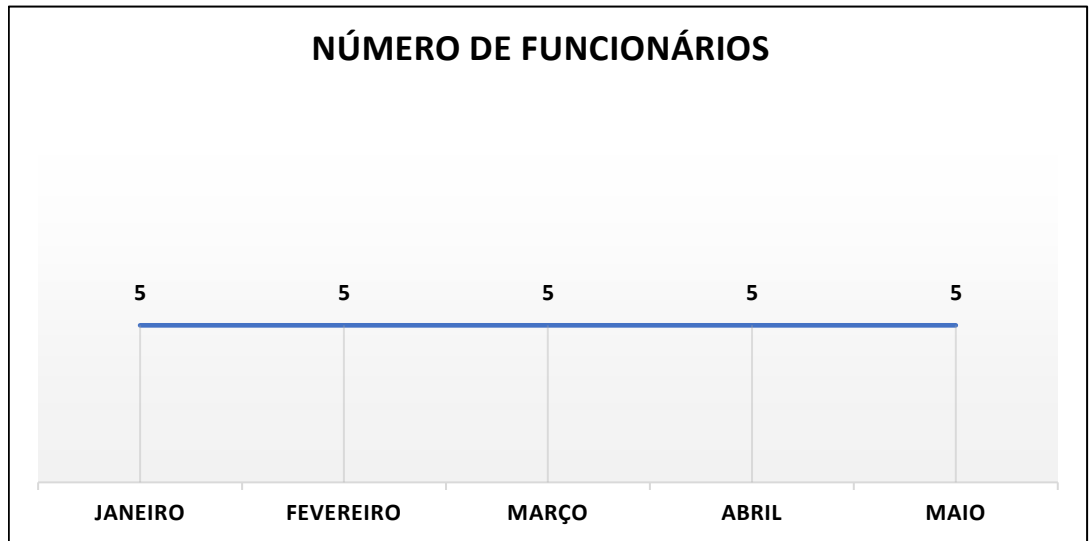 NÚMERO DE FUNCIONÁRIOS
5 5 5 5 5
JANEIRO FEVEREIRO MARÇO ABRIL MAIO